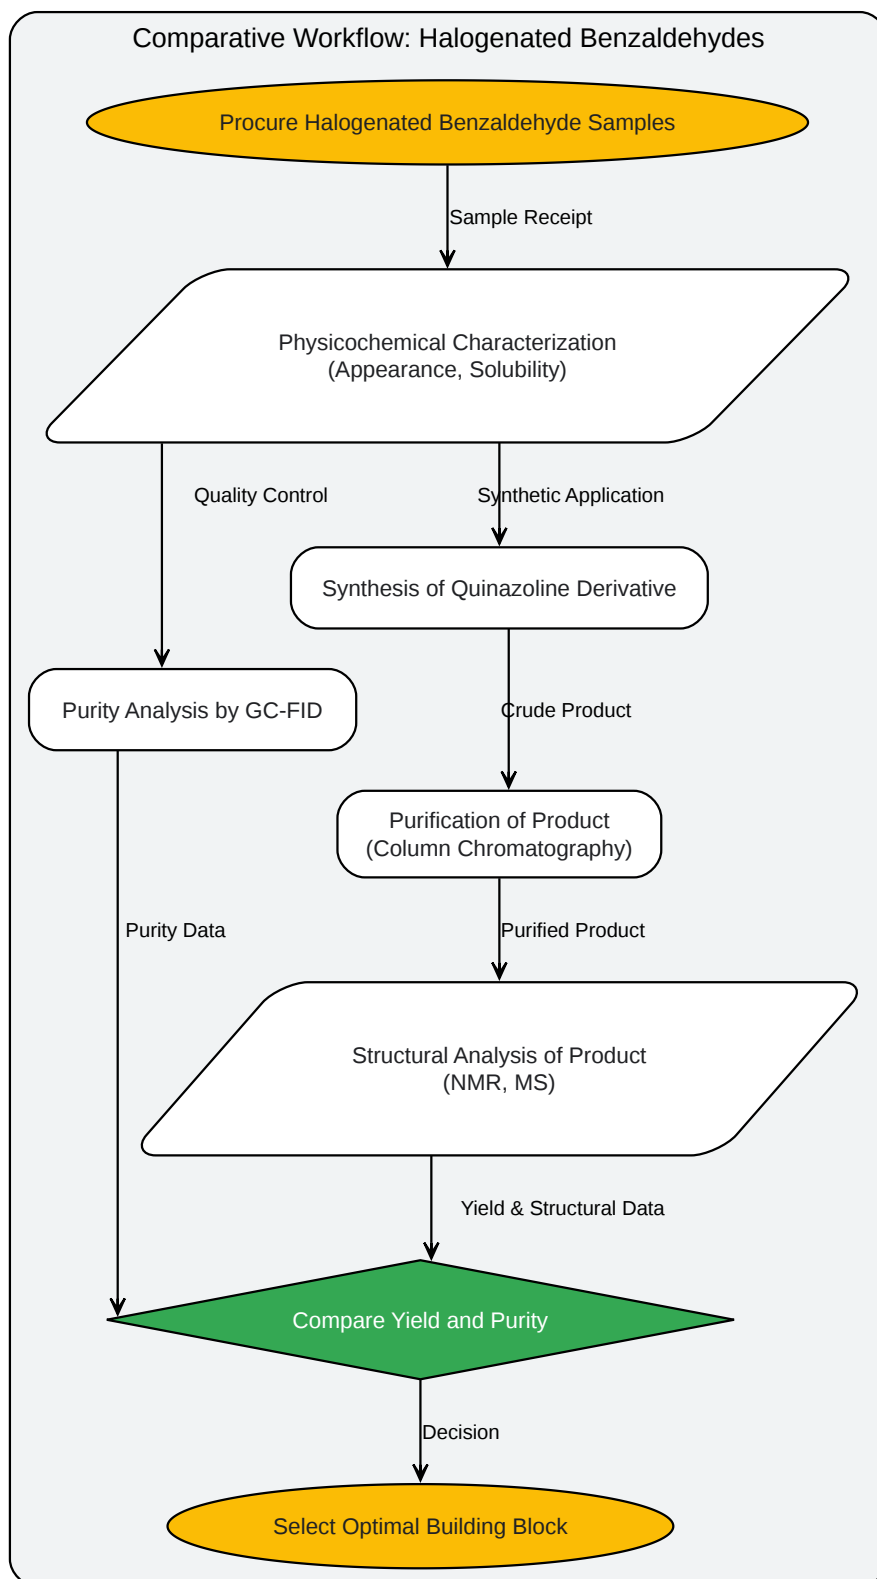 Comparative Workflow: Halogenated Benzaldehydes
Procure Halogenated Benzaldehyde Samples
Sample Receipt
Physicochemical Characterization
(Appearance, Solubility)
Quality Control
Synthetic Application
Synthesis of Quinazoline Derivative
Purity Analysis by GC-FID
Crude Product
Purification of Product
(Column Chromatography)
Purity Data
Purified Product
Structural Analysis of Product
(NMR, MS)
Yield & Structural Data
Compare Yield and Purity
Decision
Select Optimal Building Block